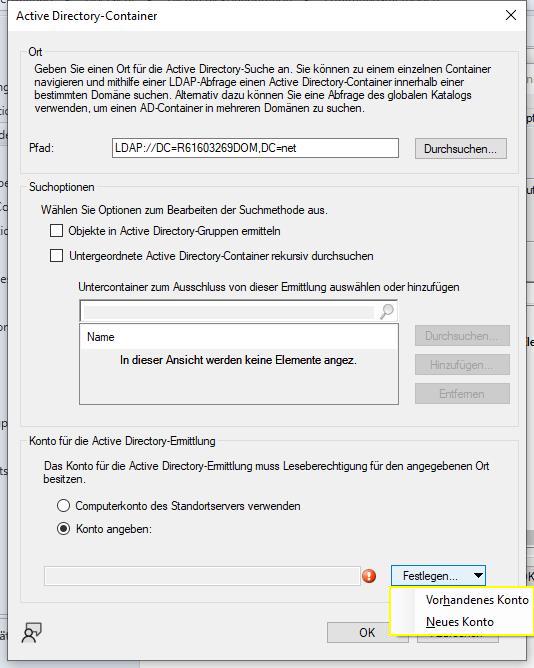 Active Directory-Container
Ort
Geben Sie einen Ort für die Active Directory-Suche an. Sie können zu einem einzelnen Container
navigieren und mithilfe einer LDAP-Abfrage einen Active Directory-Container innerhalb einer
bestimmten Domäne suchen. Alternativ dazu können Sie eine Abfrage des globalen Katalogs
verwenden, um einen AD-Container in mehreren Domänen zu suchen.
Pfad:
LDAP://DC=R61603269DOM,DC=net
Durchsuchen...
Suchoptionen
Wählen Sie Optionen zum Bearbeiten der Suchmethode aus.
Objekte in Active Directory-Gruppen ermitteln
Untergeordnete Active Directory-Container rekursiv durchsuchen
Untercontainer zum Ausschluss von dieser Ermittlung auswählen oder hinzufügen
Name
In dieser Ansicht werden keine Elemente angez.
Durchsuchen...
Hinzufügen...
Entfernen
Konto für die Active Directory-Ermittlung
Das Konto für die Active Directory-Ermittlung muss Leseberechtigung für den angegebenen Ort
besitzen.
Computerkonto des Standortservers verwenden
Konto angeben:
Festlegen...
Vorhandenes Konto
Neues Konto
OK